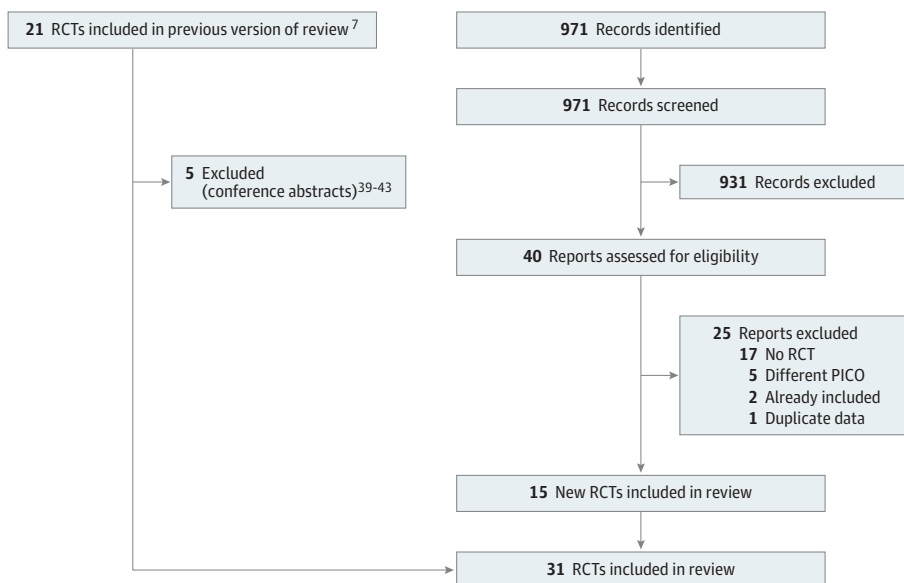 21 RCTs included in previous version of review 7
5 Excluded
(conference abstracts)39-43
971 Records identified
971 Records screened
931 Records excluded
40 Reports assessed for eligibility
25 Reports excluded
17 No RCT
5 Different PICO
2 Already included
1 Duplicate data
15 New RCTs included in review
31 RCTs included in review